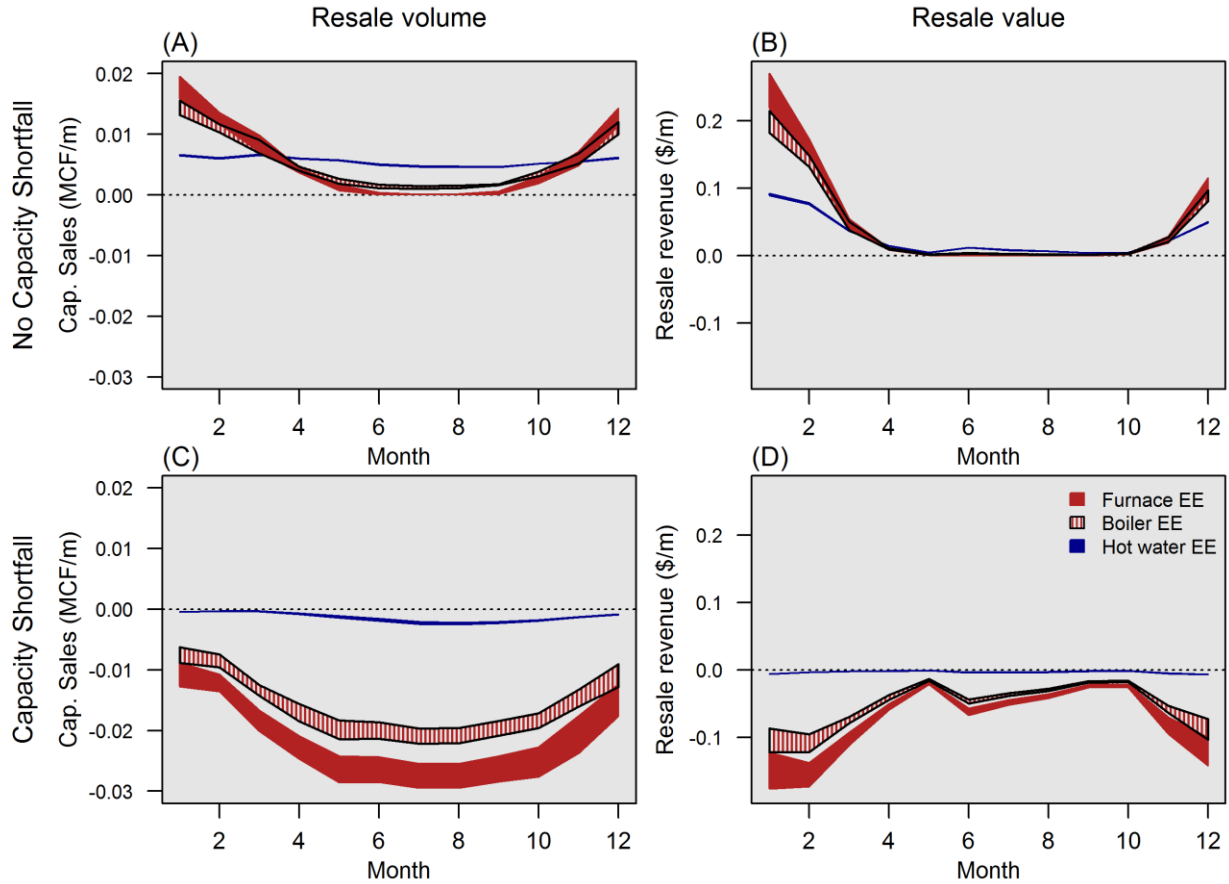 Resale volume
Resale value
No Capacity Shortfall
(A)
Cap. Sales (MCF/m)
0.02
0.01
0.00
-0.01
-0.02
-0.03
2 4 6 8 10 12
Month
(B)
Resale revenue ($/m)
0.2
0.1
0.0
-0.1
2 4 6 8 10 12
Month
Capacity Shortfall
(C)
Cap. Sales (MCF/m)
0.02
0.01
0.00
-0.01
-0.02
-0.03
2 4 6 8 10 12
Month
(D)
Resale revenue ($/m)
0.2
0.1
0.0
-0.1
Furnace EE
Boiler EE
Hot water EE
2 4 6 8 10 12
Month